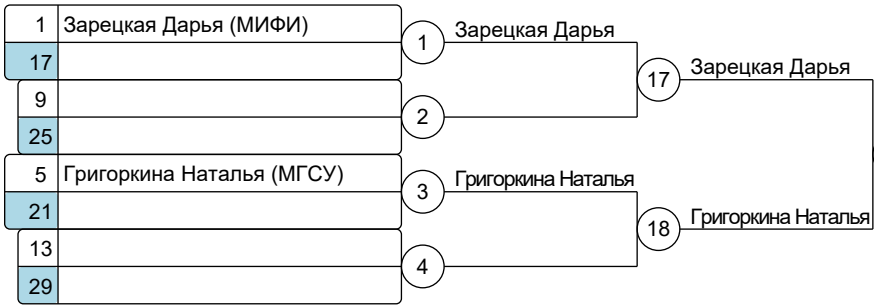 1 Зарецкая Дарья (МИФИ)
17
9
25
5 Григоркина Наталья (МГСУ)
21
13
29
1 Зарецкая Дарья
2
3 Григоркина Наталья
4
17 Зарецкая Дарья
18 Григоркина Наталья